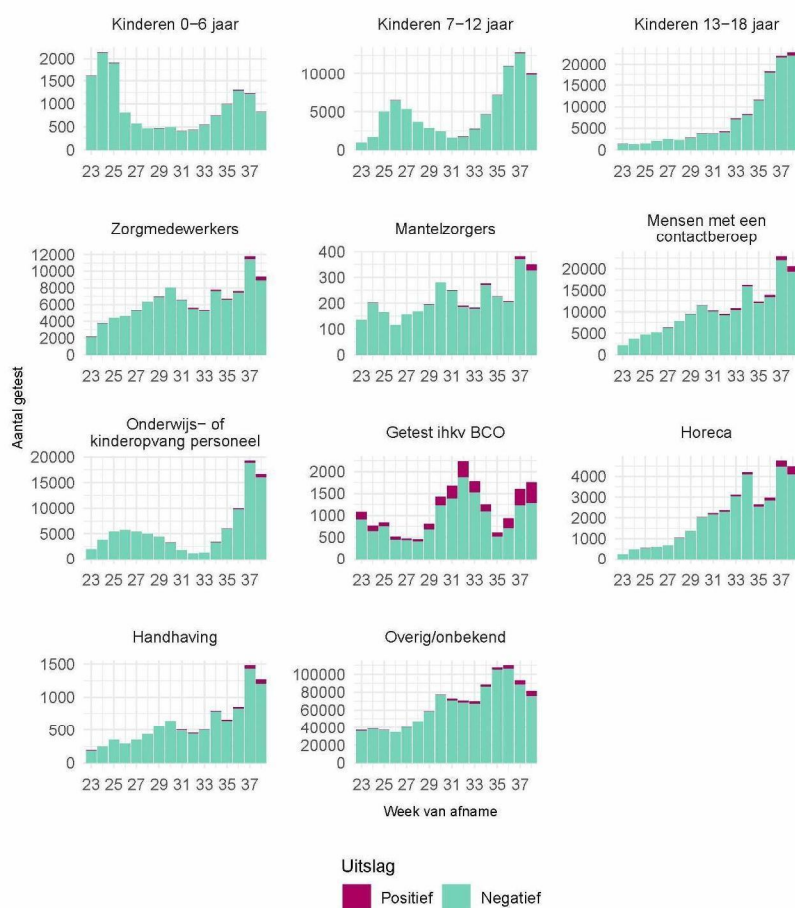 Kinderen 0−6 jaar
Kinderen 7−12 jaar
Kinderen 13−18 jaar
2000
1500
1000
500
0
23 25 27 29 31 33 35 37
10000
5000
0
23 25 27 29 31 33 35 37
20000
15000
10000
5000
0
23 25 27 29 31 33 35 37
Zorgmedewerkers
Mantelzorgers
Mensen met een
contactberoep
12000
10000
8000
6000
4000
2000
0
23 25 27 29 31 33 35 37
400
300
200
100
0
23 25 27 29 31 33 35 37
20000
15000
10000
5000
0
23 25 27 29 31 33 35 37
Aantal getest
Onderwijs− of
kinderopvang personeel
Getest ihkv BCO
Horeca
20000
15000
10000
5000
0
23 25 27 29 31 33 35 37
2000
1500
1000
500
0
23 25 27 29 31 33 35 37
4000
3000
2000
1000
0
23 25 27 29 31 33 35 37
Handhaving
Overig/onbekend
1500
1000
500
0
23 25 27 29 31 33 35 37
100000
80000
60000
40000
20000
0
23 25 27 29 31 33 35 37
Week van afname
Uitslag
Positief
Negatief